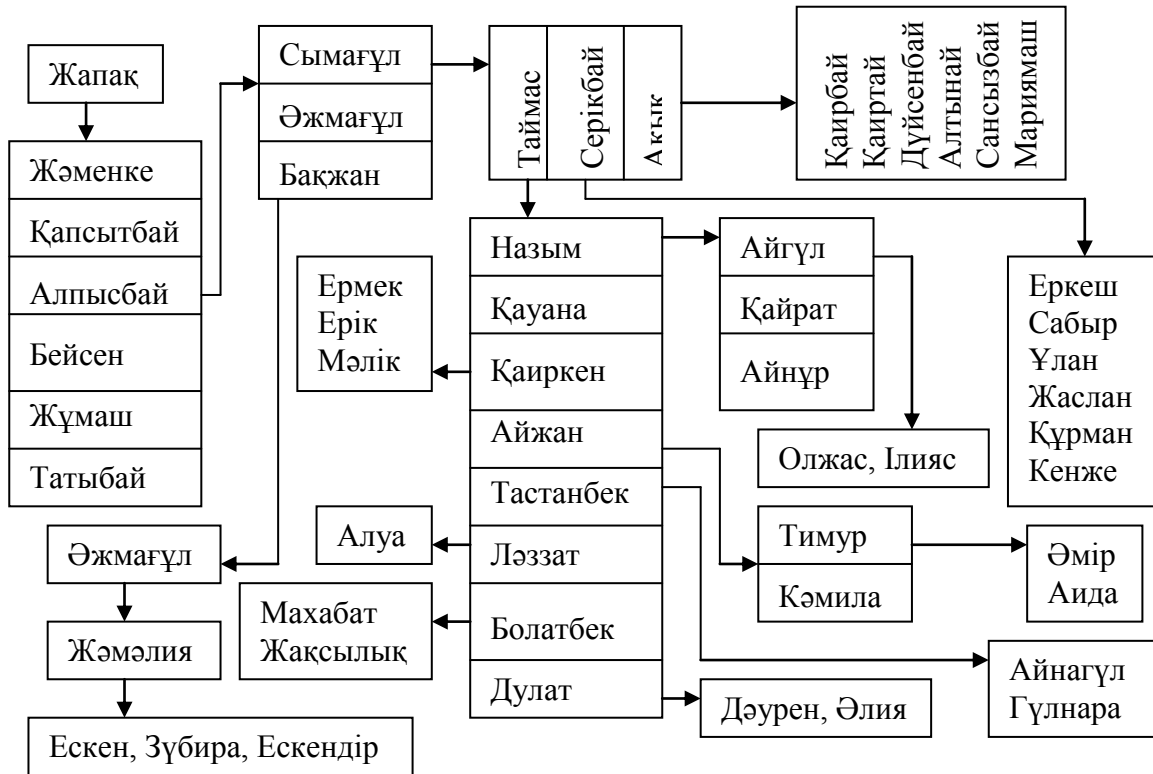 Жапақ
Жәменке
Қапсытбай
Алпысбай
Бейсен
Жұмаш
Татыбай
Сымағұл
Әжмағұл
Бақжан
Таймас
Серікбай
Қаирбай
Қаиртай
Дүйсенбай
Алтынай
Сансызбай
Мариямаш
Назым
Қауана
Қаиркен
Айжан
Тастанбек
Ләззат
Болатбек
Дулат
Ермек
Ерік
Мәлік
Айгүл
Қайрат
Айнұр
Еркеш
Сабыр
Ұлан
Жаслан
Құрман
Кенже
Олжас, Ілияс
Алуа
Тимур
Кәмила
Әмір
Аида
Әжмағұл
Жәмәлия
Ескен, Зүбира, Ескендір
Махабат
Жақсылық
Айнагүл
Гүлнара
Дәурен, Әлия